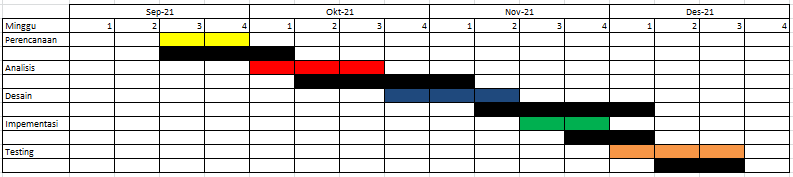 Sep-21 Okt-21 Nov-21 Des-21
Minggu 1 2 3 4 1 2 3 4 1 2 3 4 1 2 3 4
Perencanaan
Analisis
Desain
Impementasi
Testing